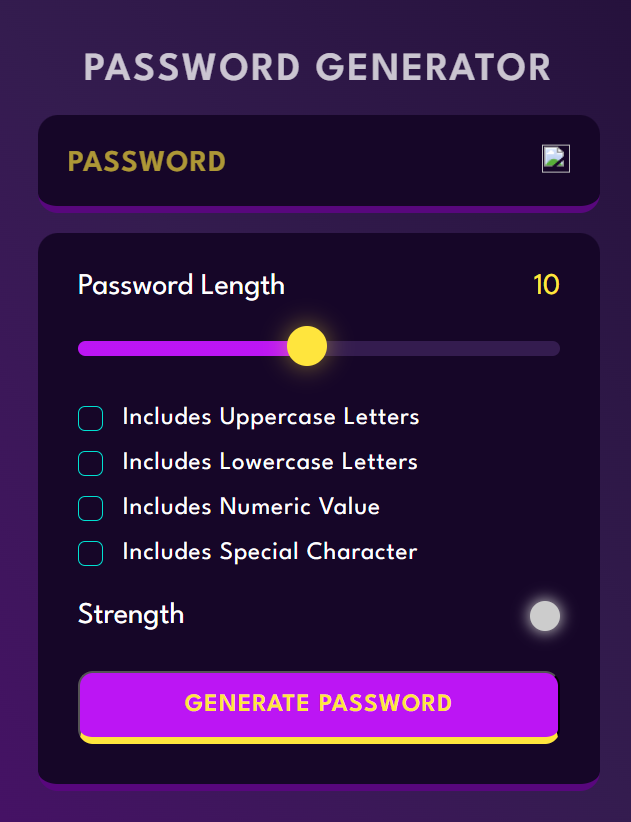 PASSWORD GENERATOR
PASSWORD
Password Length 10
Includes Uppercase Letters
Includes Lowercase Letters
Includes Numeric Value
Includes Special Character
Strength
GENERATE PASSWORD